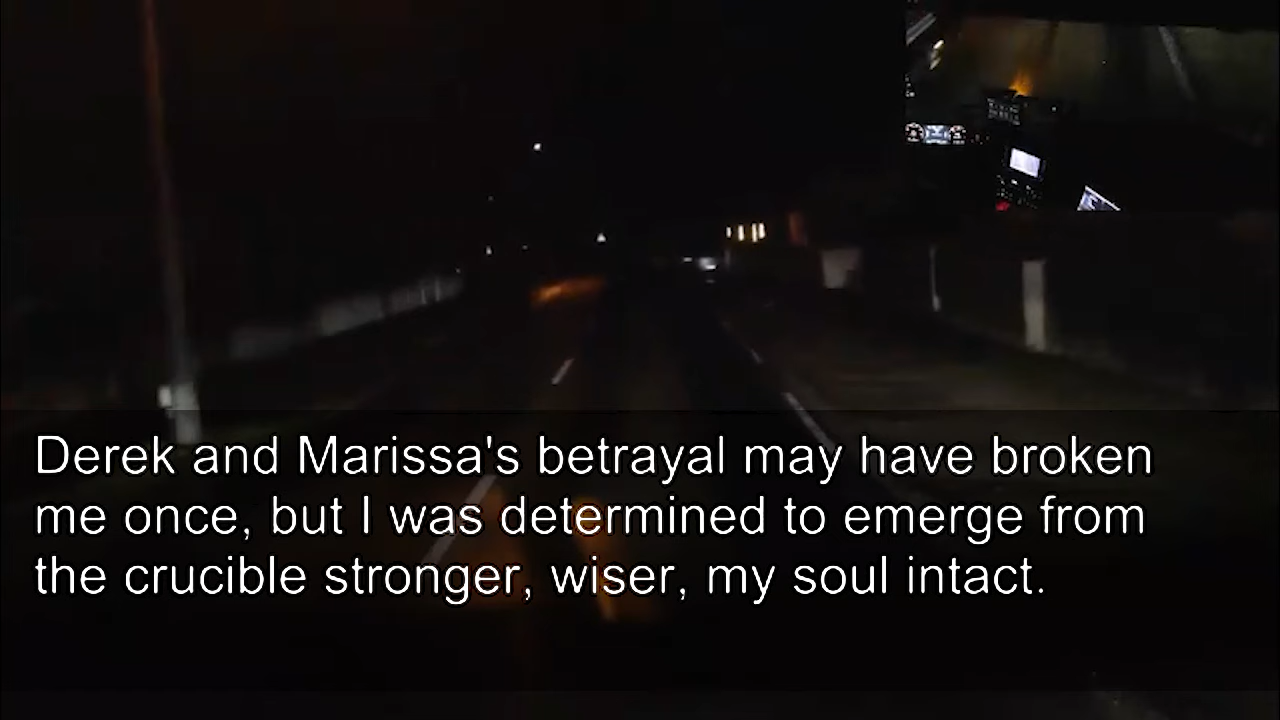 Derek and Marissa's betrayal may have broken
me once, but I was determined to emerge from
the crucible stronger, wiser, my soul intact.